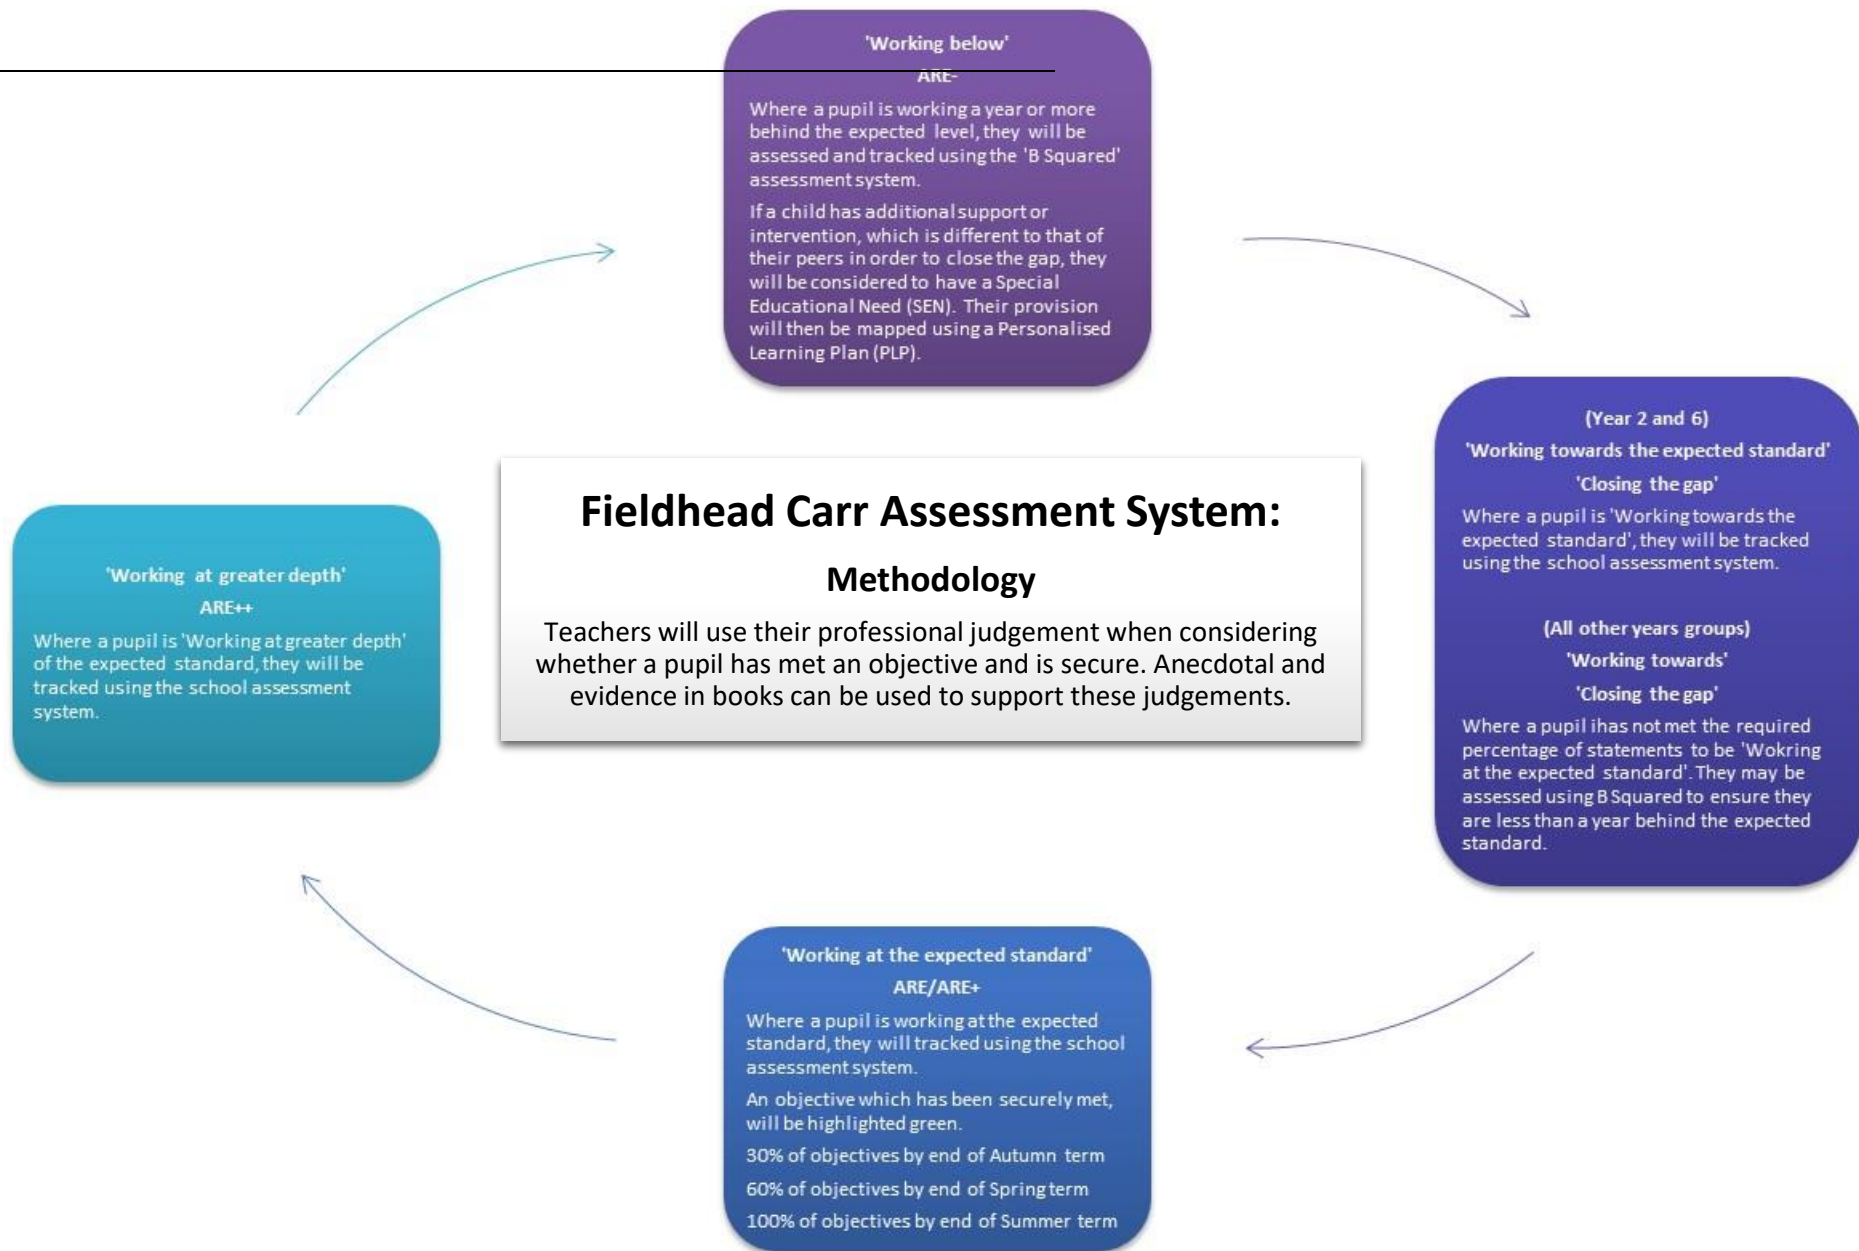 'Working below'
ARE-
Where a pupil is working a year or more
behind the expected level, they will be
assessed and tracked using the 'B Squared'
assessment system.
If a child has additional support or
intervention, which is different to that of
their peers in order to close the gap, they
will be considered to have a Special
Educational Need (SEN). Their provision
will then be mapped using a Personalised
Learning Plan (PLP).
(Year 2 and 6)
'Working towards the expected standard'
'Closing the gap'
Where a pupil is 'Working towards the
expected standard', they will be tracked
using the school assessment system.
(All other years groups)
'Working towards'
'Closing the gap'
Where a pupil ihas not met the required
percentage of statements to be 'Wokring
at the expected standard'. They may be
assessed using B Squared to ensure they
are less than a year behind the expected
standard.
Fieldhead Carr Assessment System:
Methodology
Teachers will use their professional judgement when considering
whether a pupil has met an objective and is secure. Anecdotal and
evidence in books can be used to support these judgements.
'Working at greater depth'
ARE++
Where a pupil is 'Working at greater depth'
of the expected standard, they will be
tracked using the school assessment
system.
'Working at the expected standard'
ARE/ARE+
Where a pupil is working at the expected
standard, they will tracked using the school
assessment system.
An objective which has been securely met,
will be highlighted green.
30% of objectives by end of Autumn term
60% of objectives by end of Spring term
100% of objectives by end of Summer term